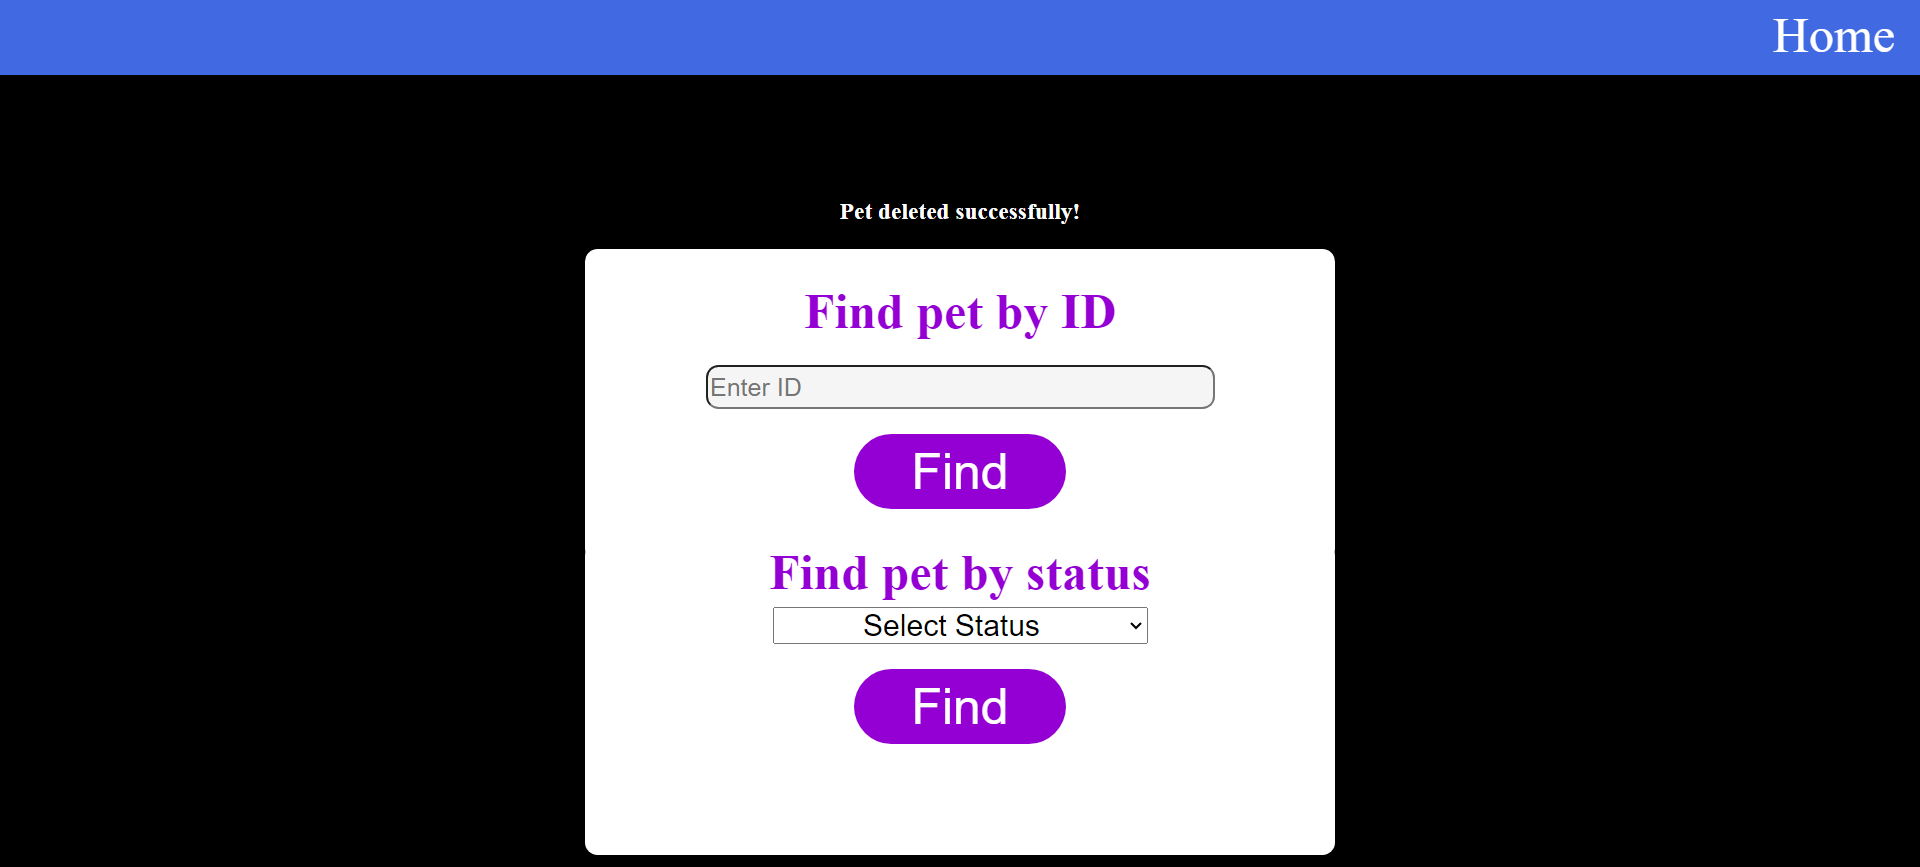 Home
Pet deleted successfully!
Find pet by ID
Enter ID
Find
Find pet by status
Select Status
Find